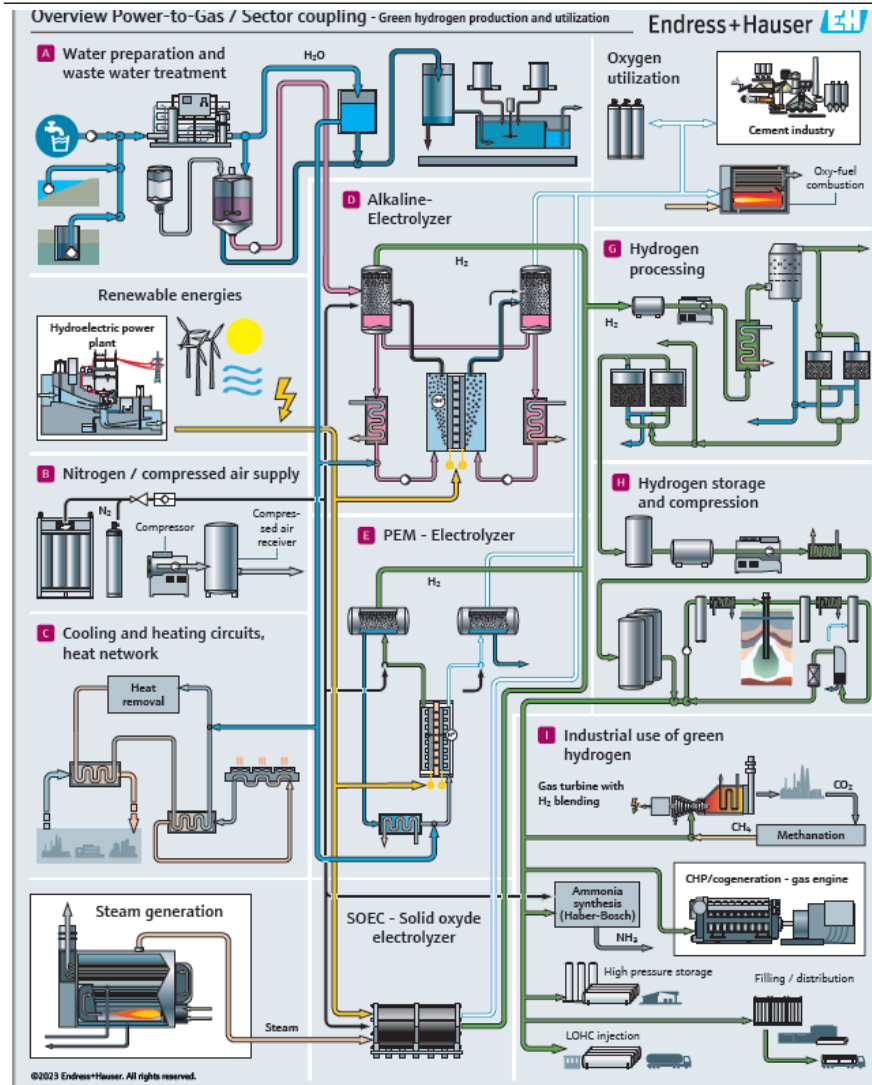 Overview Power-to-Gas / Sector coupling - Green hydrogen production and utilization
Endress+Hauser EH
A Water preparation and
waste water treatment
H₂O
Oxygen
utilization
Cement industry
Oxy-fuel
combustion
D Alkaline-
Electrolyzer
H₂
OH⁻
G Hydrogen
processing
H₂
Renewable energies
Hydroelectric power
plant
B Nitrogen / compressed air supply
N₂
Compressor
Compres-
sed air
receiver
H Hydrogen storage
and compression
E PEM - Electrolyzer
H₂
H⁺
C Cooling and heating circuits,
heat network
Heat
removal
I Industrial use of green
hydrogen
Gas turbine with
H₂ blending
CO₂
CH₄
Methanation
CHP/cogeneration - gas engine
Ammonia
synthesis
(Haber-Bosch)
NH₃
Steam generation
Steam
SOEC - Solid oxyde
electrolyzer
High pressure storage
Filling / distribution
LOHC injection
©2023 Endress+Hauser. All rights reserved.